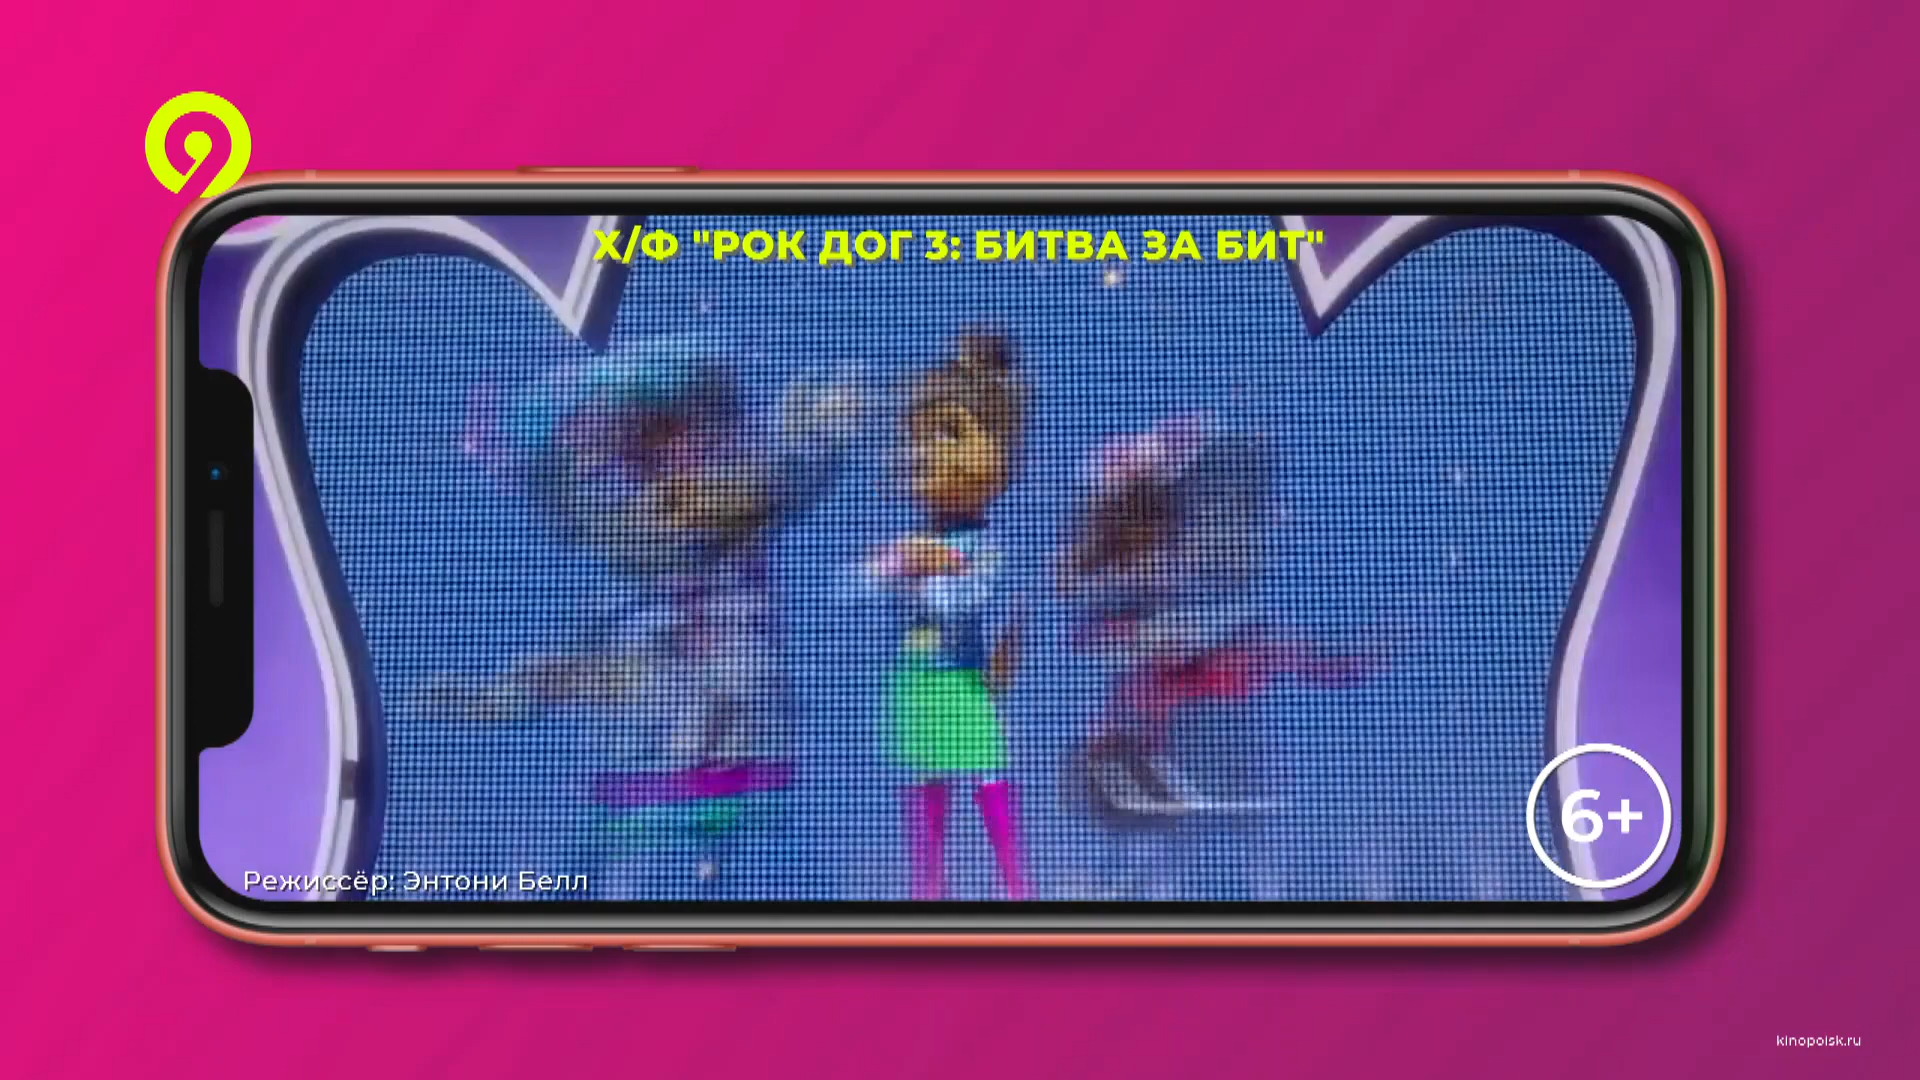 Х/Ф "РОК ДОГ 3: БИТВА ЗА БИТ"
6+
Режиссёр: Энтони Белл
kinopoisk.ru